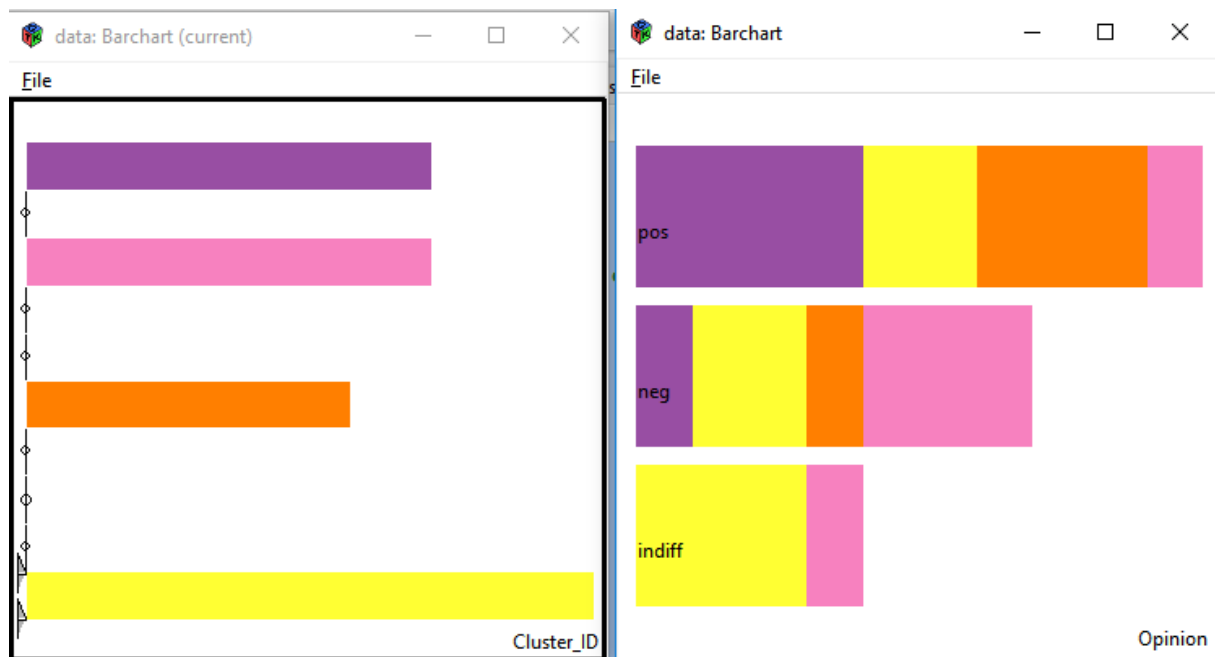 data: Barchart (current)
File
Cluster_ID
data: Barchart
File
pos
neg
indiff
Opinion